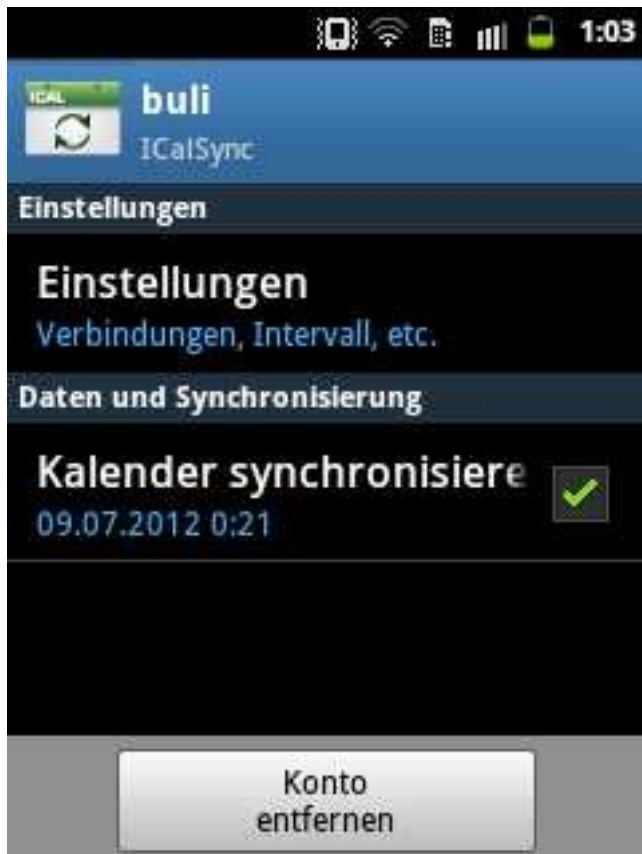 1:03
ICAL
buli
ICalSync
Einstellungen
Einstellungen
Verbindungen, Intervall, etc.
Daten und Synchronisierung
Kalender synchronisiere
09.07.2012 0:21
Konto
entfernen